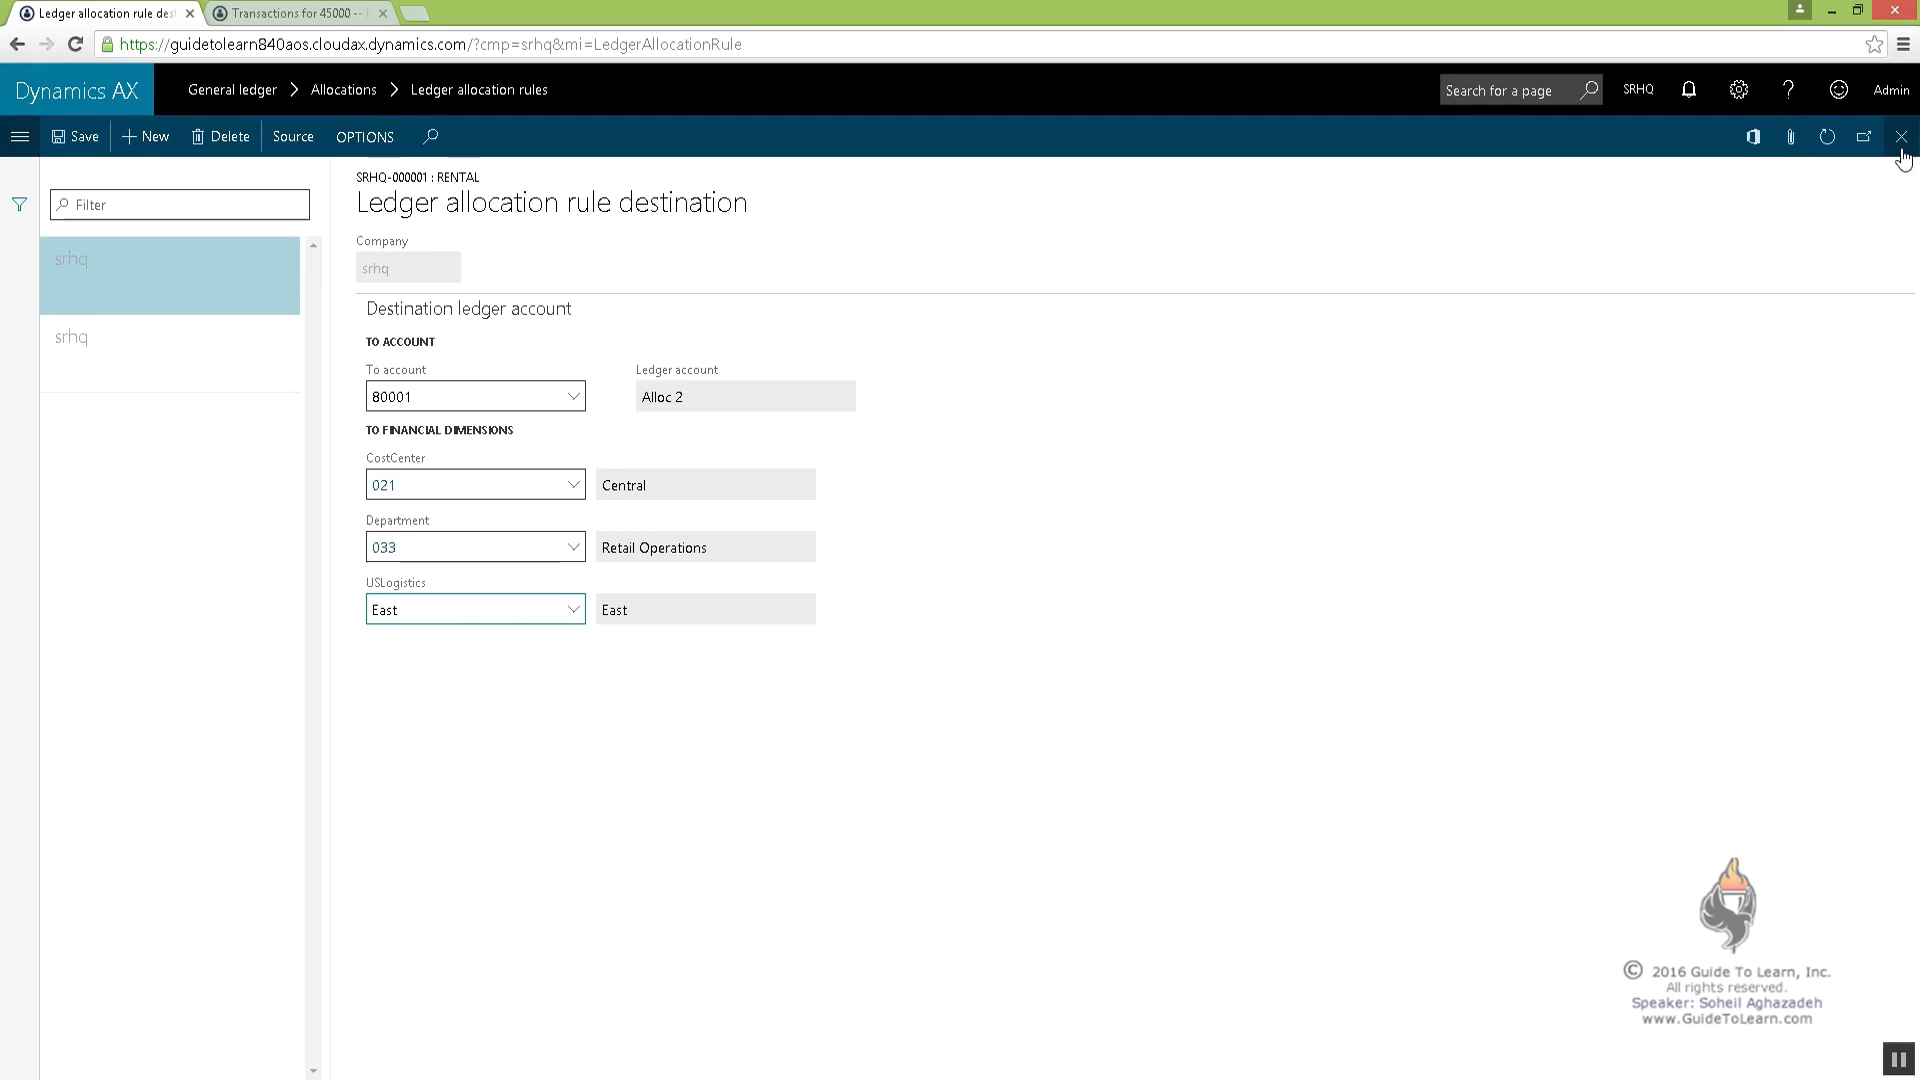 Ledger allocation rule des
Transactions for 45000 --
https://guidetolearn840aos.cloudax.dynamics.com/?cmp=srhq&mi=LedgerAllocationRule
Dynamics AX
General ledger > Allocations > Ledger allocation rules
Search for a page
SRHQ
?
Admin
Save
+ New
Delete
Source
OPTIONS
Filter
srhq
srhq
SRHQ-000001 : RENTAL
Ledger allocation rule destination
Company
srhq
Destination ledger account
TO ACCOUNT
To account
Ledger account
80001
Alloc 2
TO FINANCIAL DIMENSIONS
CostCenter
021
Central
Department
033
Retail Operations
USLogistics
East
East
© 2016 Guide To Learn, Inc.
All rights reserved.
Speaker: Soheil Aghazadeh
www.GuideToLearn.com